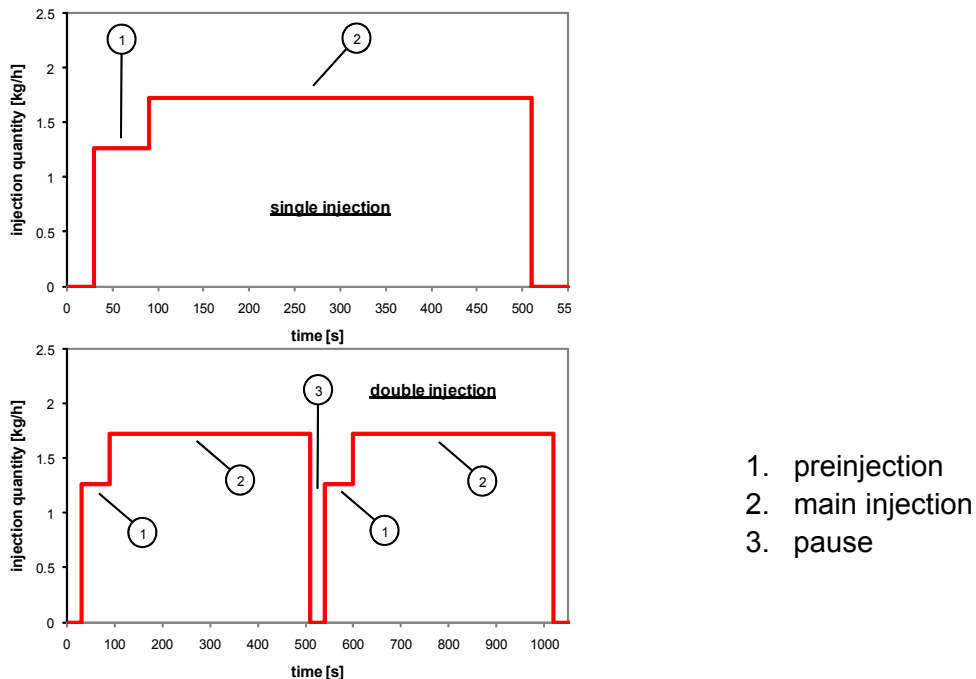 2.5
1
2
2
injection quantity [kg/h]
1.5
1
single injection
0.5
0
0 50 100 150 200 250 300 350 400 450 500 55
time [s]
2.5
3
double injection
2
injection quantity [kg/h]
1.5
2
2
1
1
1
0.5
0
0 100 200 300 400 500 600 700 800 900 1000
time [s]
1. preinjection
2. main injection
3. pause